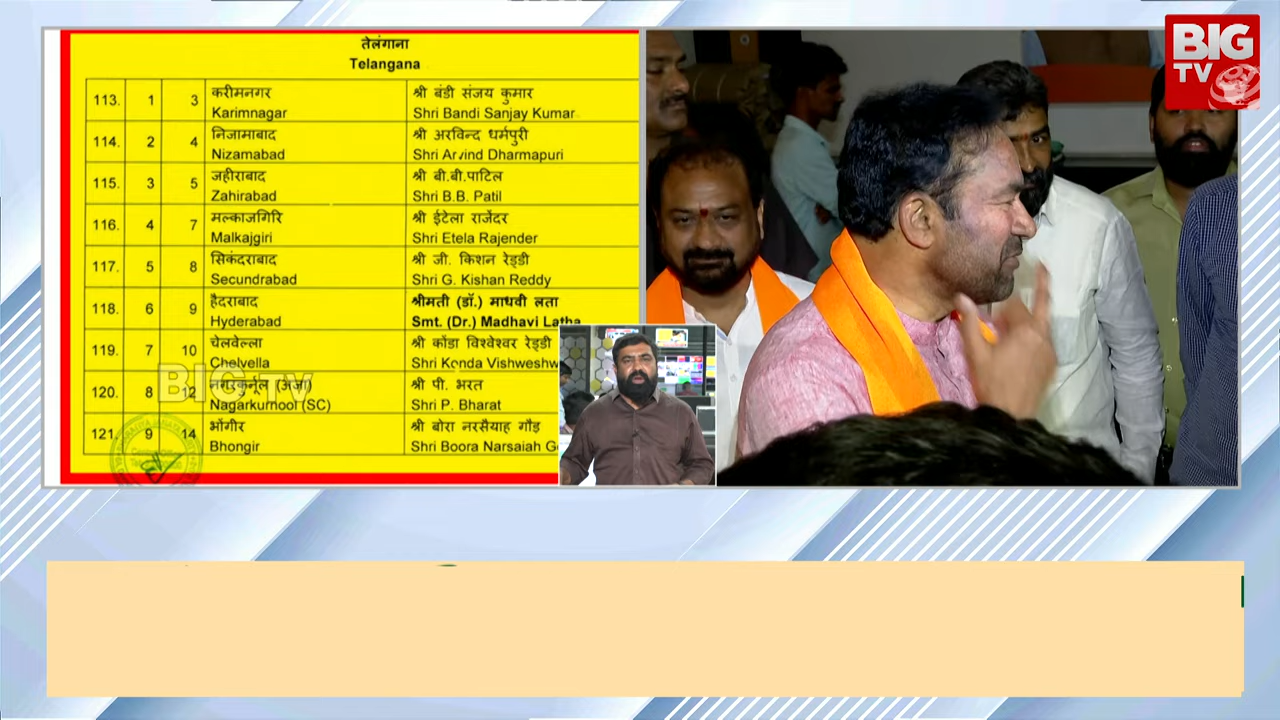 BIG
TV
तेलंगाना
Telangana
113. 1 3 करीमनगर श्री बंडी संजय कुमार
Karimnagar Shri Bandi Sanjay Kumar
114. 2 4 निजामाबाद श्री अरविन्द धर्मपुरी
Nizamabad Shri Arvind Dharmapuri
115. 3 5 जहीराबाद श्री बी.बी.पाटिल
Zahirabad Shri B.B. Patil
116. 4 7 मल्काजगिरि श्री ईटेला राजेंदर
Malkajgiri Shri Etela Rajender
117. 5 8 सिकंदराबाद श्री जी. किशन रेड्डी
Secundrabad Shri G. Kishan Reddy
118. 6 9 हैदराबाद श्रीमती (डॉ.) माधवी लता
Hyderabad Smt. (Dr.) Madhavi Latha
119. 7 10 चेलवेल्ला श्री कोंडा विश्वेश्वर रेड्डी
Chelvella Shri Konda Vishweshw
120. 8 12 नगरकुर्नूल (अजा) श्री पी. भरत
Nagarkurnool (SC) Shri P. Bharat
121. 9 14 भोंगीर श्री बोरा नरसैयाह गौड़
Bhongir Shri Boora Narsaiah G
BIG TV